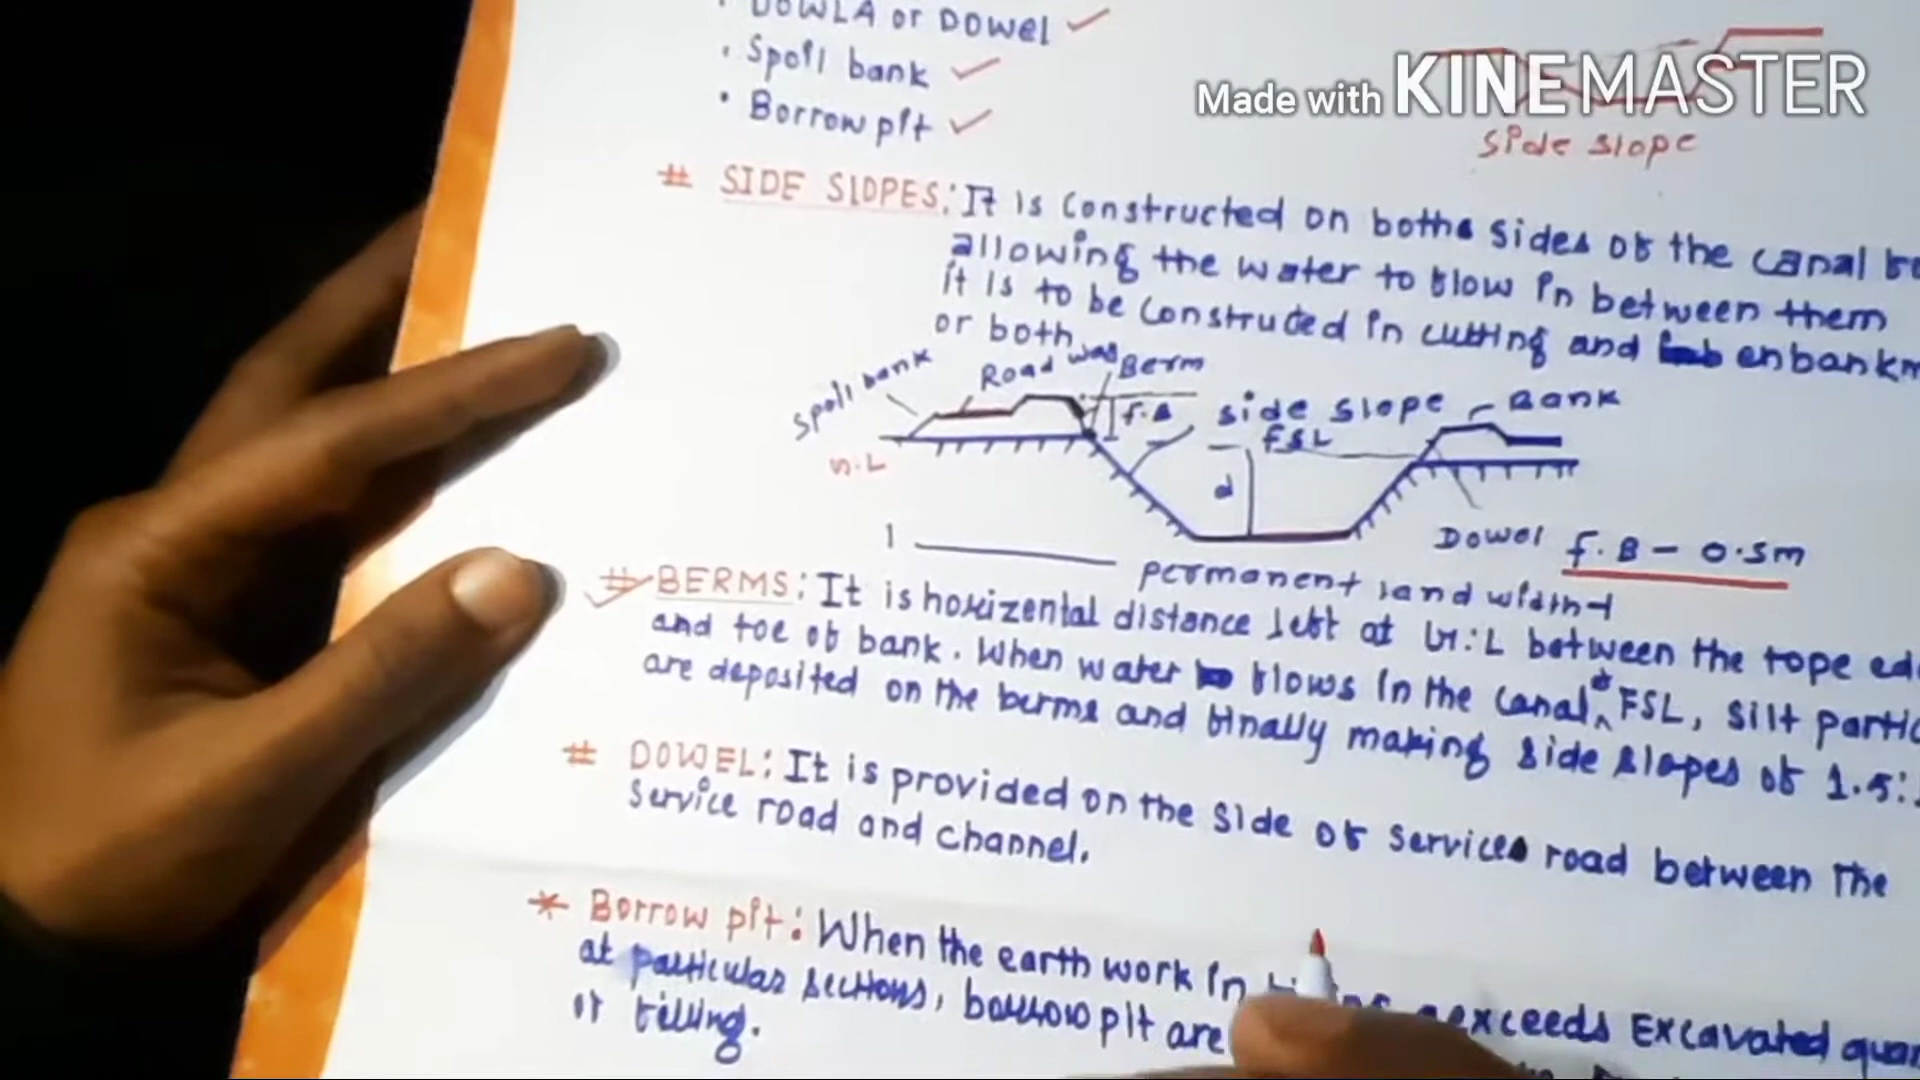 • DOWLA or Dowel ✓
• Spoil bank ✓
• Borrow pit ✓
Made with KINEMASTER
Side slope
# SIDE SLOPES: It is constructed on boths sides of the canal
allowing the water to flow in between them
it is to be constructed in cutting and enbankm
or both
Spoil bank
Road way
Berm
F.B
Side slope
Bank
FSL
d
Dowel
F.B - 0.5m
permanent land width
# BERMS: It is horizental distance left at G.L between the tope ed
and toe of bank. When water flows in the canal FSL, silt partic
are deposited on the berms and finally making side slopes of 1.5:
# DOWEL: It is provided on the side of service road between the
service road and channel.
* Borrow pit: When the earth work in exceeds Excavated quan
at particular sections, borrow pit are
filling.